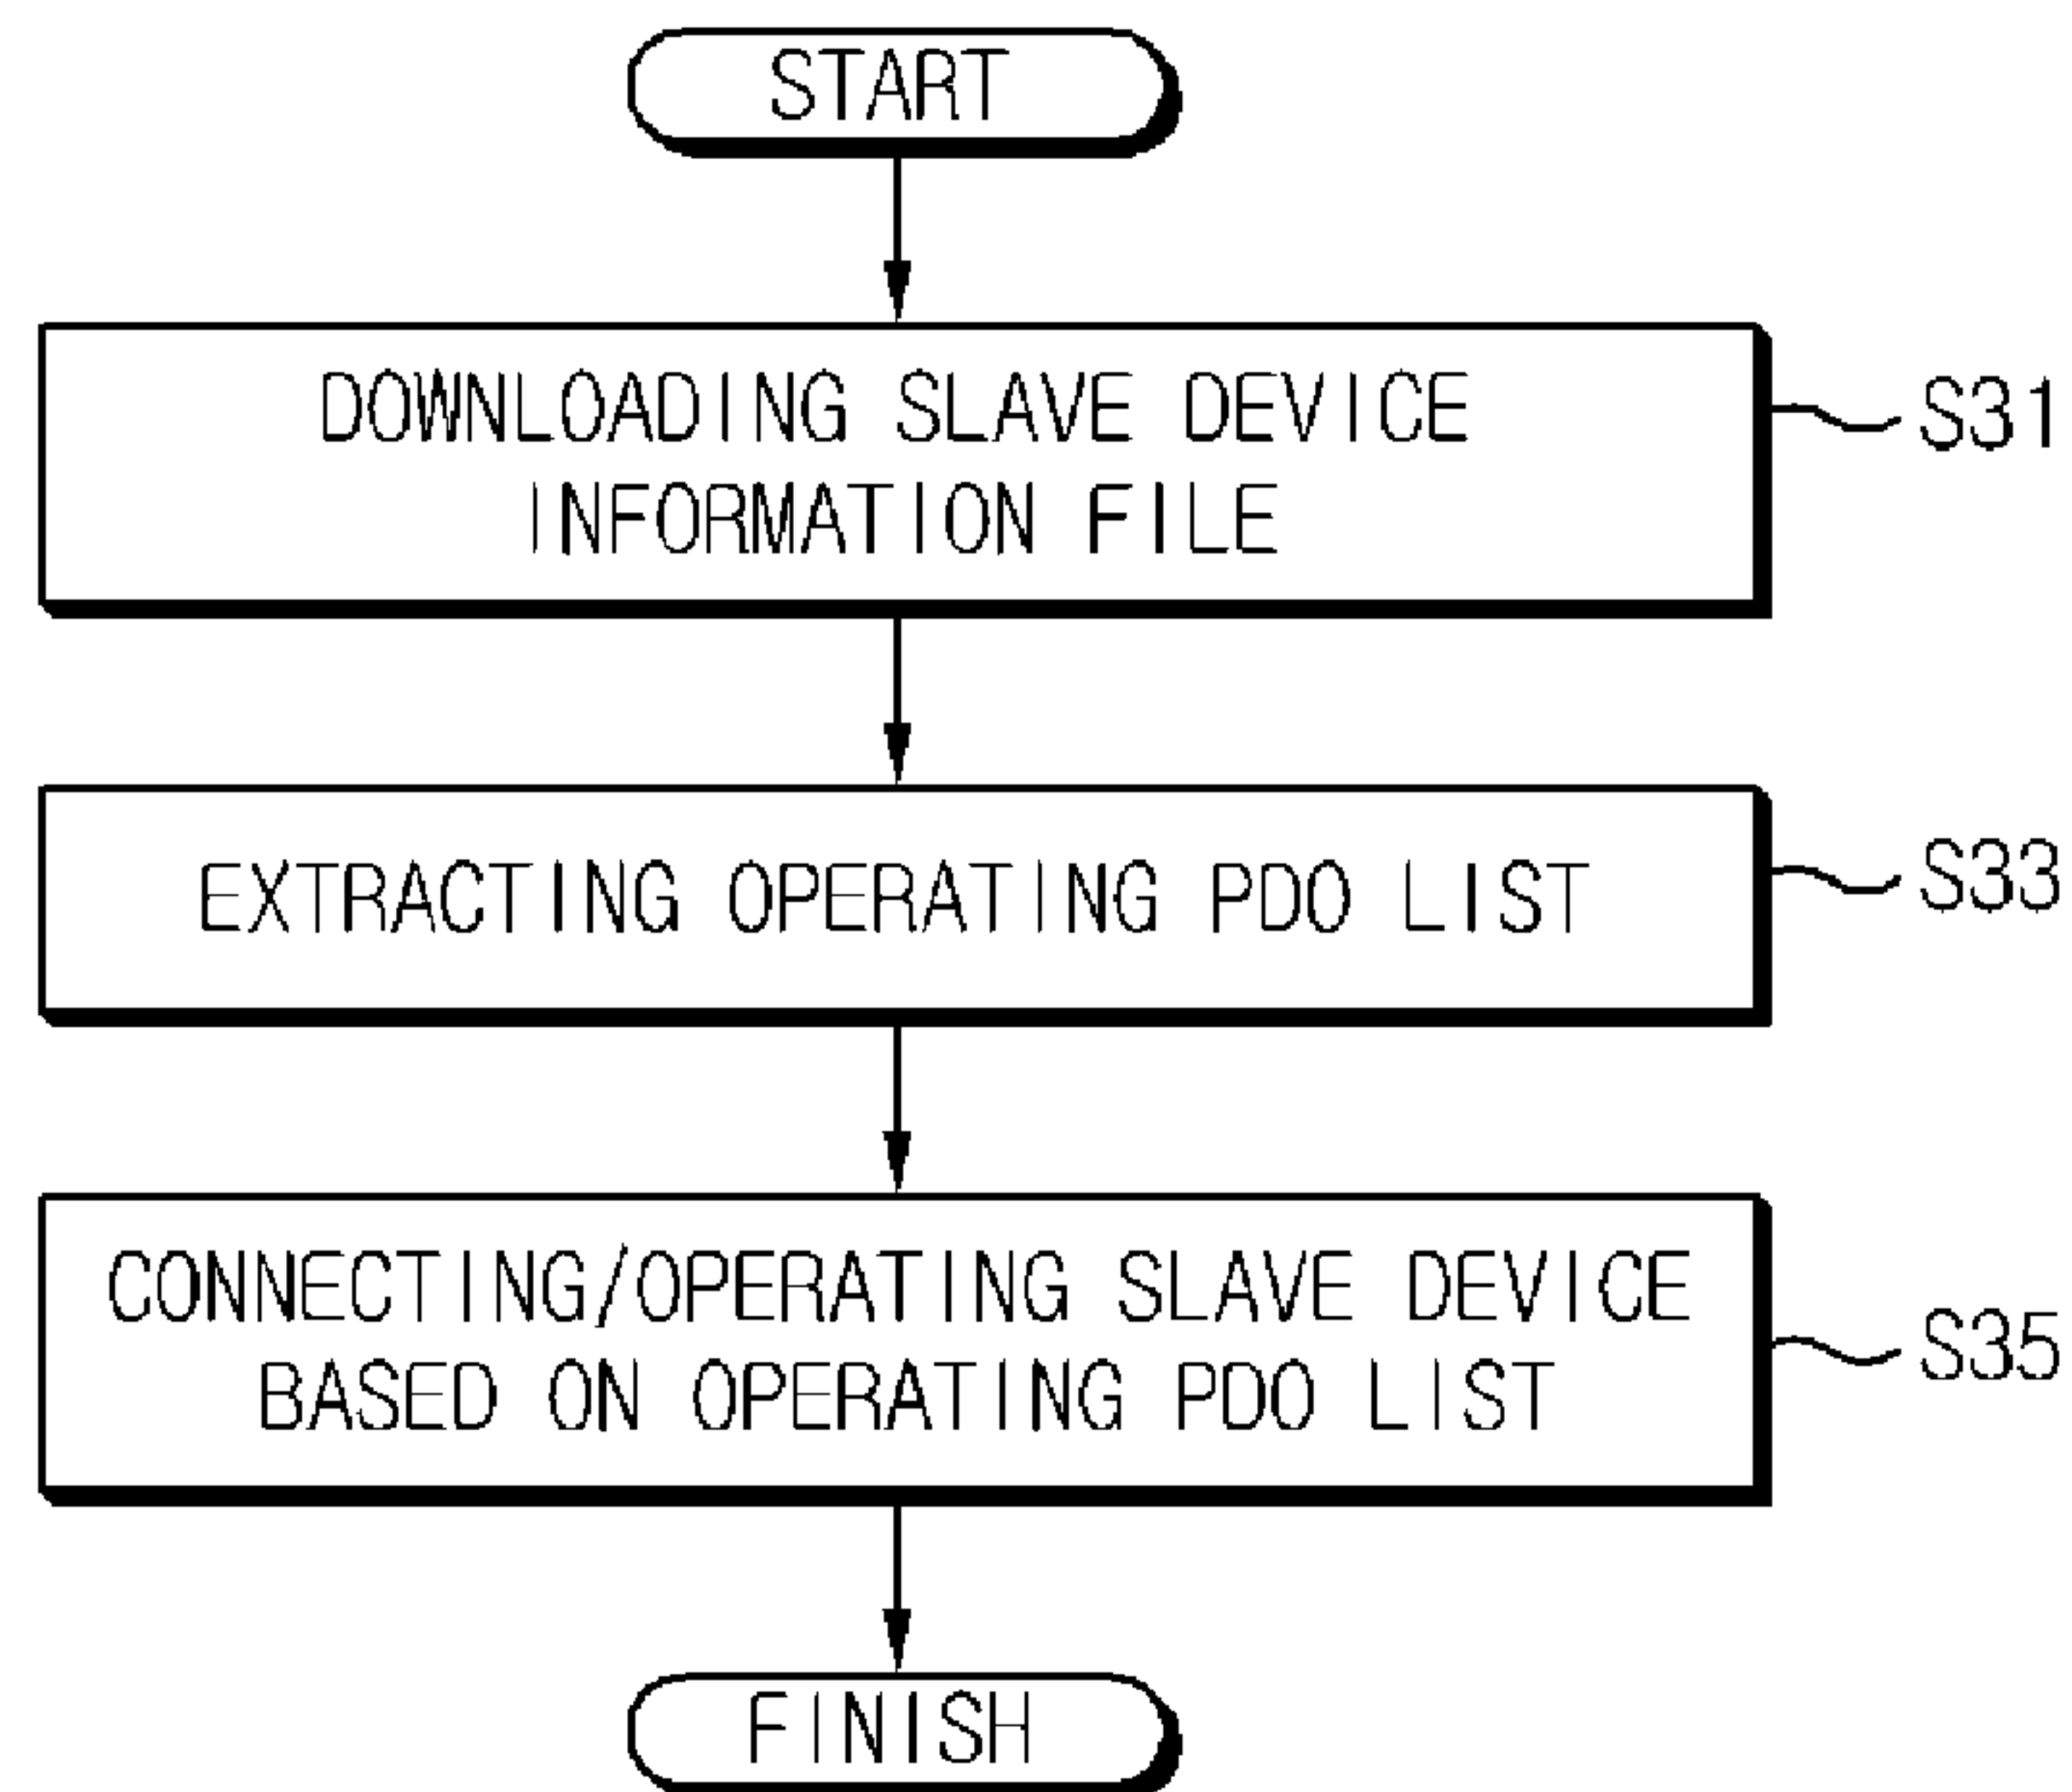 START
DOWNLOADING SLAVE DEVICE
INFORMATION FILE
S31
EXTRACTING OPERATING PDO LIST
S33
CONNECTING/OPERATING SLAVE DEVICE
BASED ON OPERATING PDO LIST
S35
FINISH